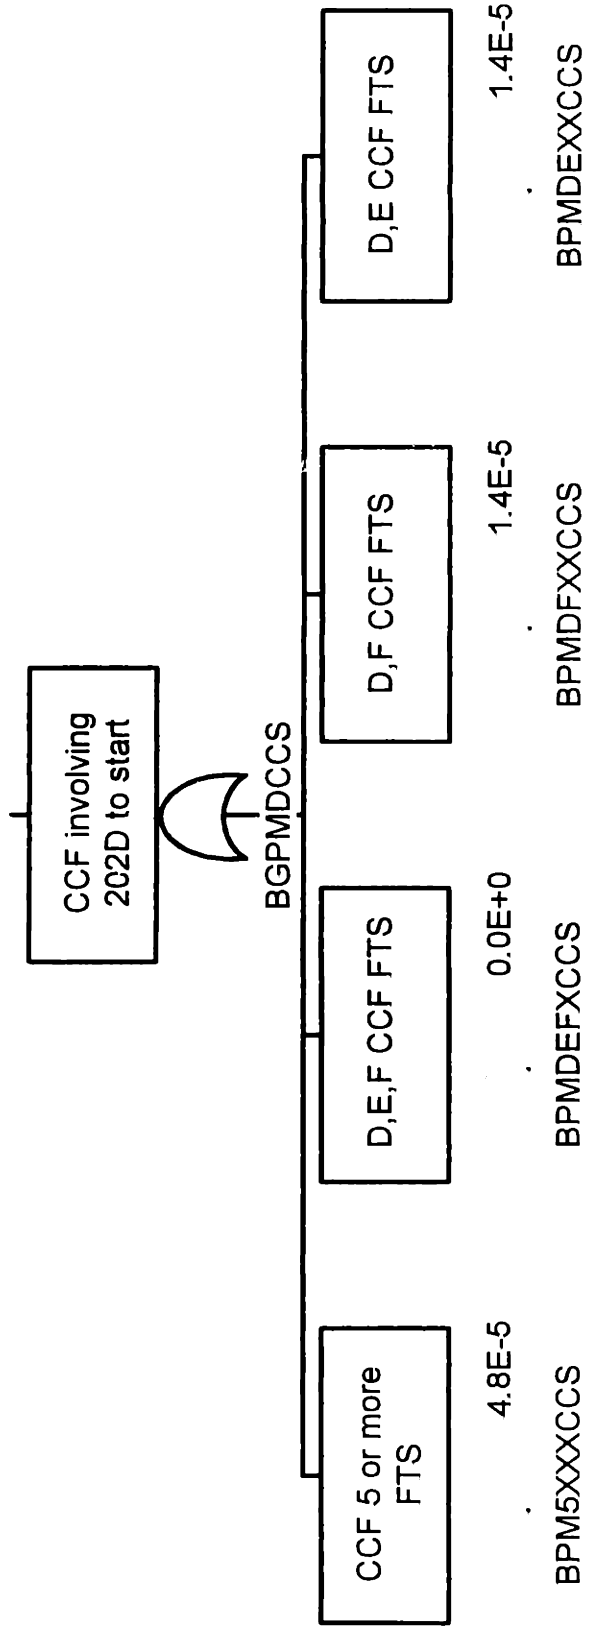 CCF involving
202D to start
BGPMDCCS
CCF 5 or more
FTS
D,E,F CCF FTS
D,F CCF FTS
D,E CCF FTS
4.8E-5
0.0E+0
1.4E-5
1.4E-5
BPM5XXXCCS
BPMDEFXCCS
BPMDFXXCCS
BPMDEXXCCS